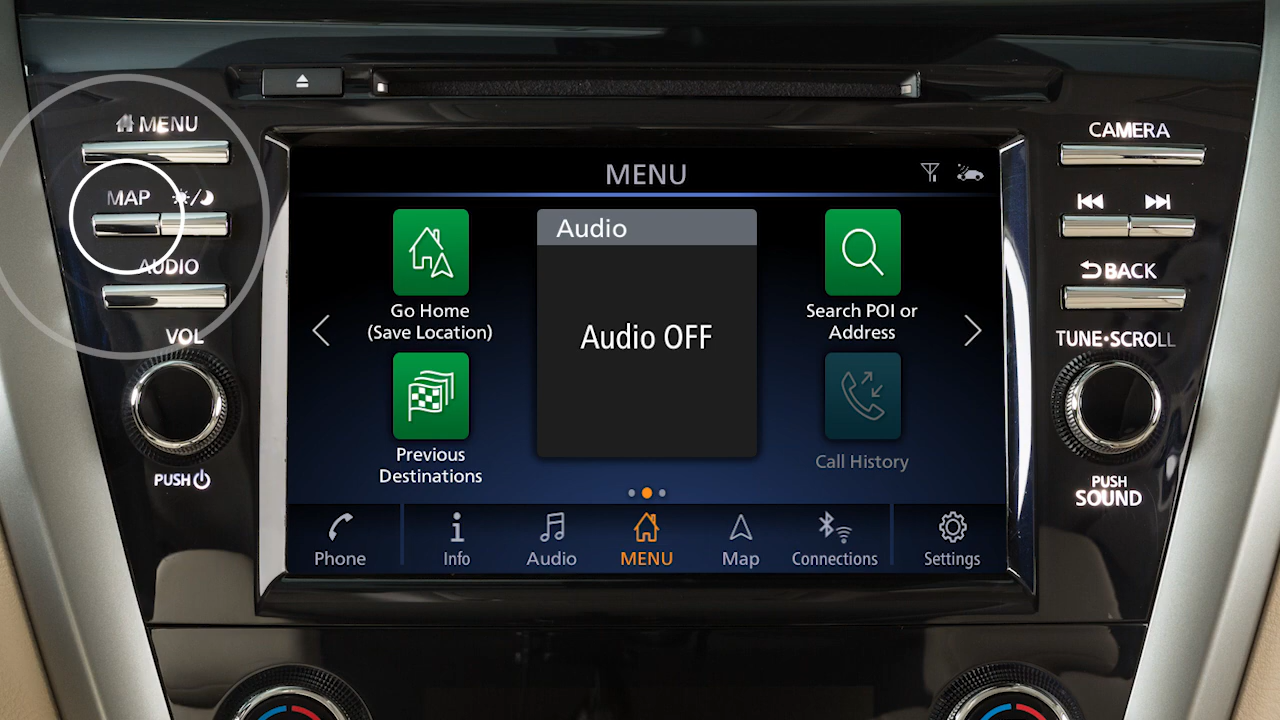 MENU
MAP
AUDIO
VOL
PUSH
MENU
Audio
Audio OFF
Go Home
(Save Location)
Previous
Destinations
Search POI or
Address
Call History
Phone
Info
Audio
MENU
Map
Connections
Settings
CAMERA
BACK
TUNE•SCROLL
PUSH
SOUND